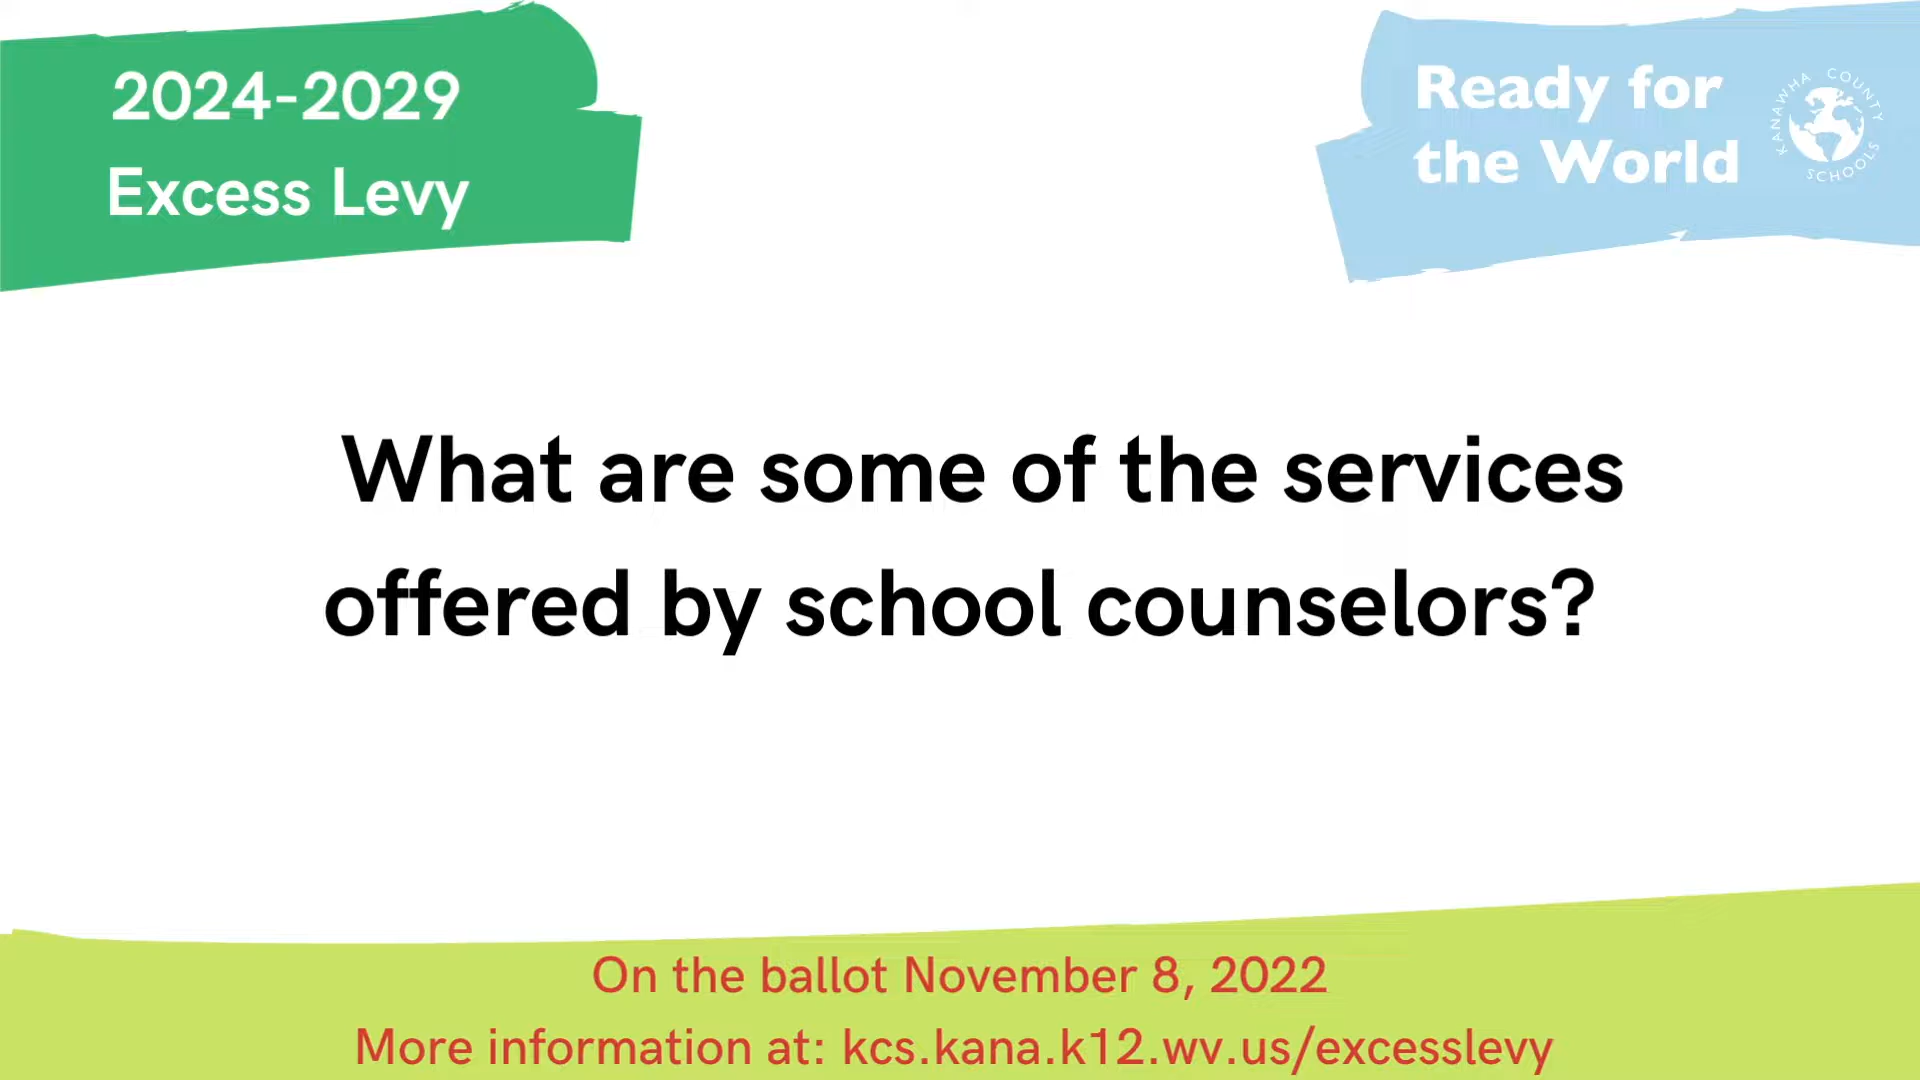 2024-2029
Excess Levy
Ready for
the World
KANAWHA COUNTY
SCHOOLS
What are some of the services
offered by school counselors?
On the ballot November 8, 2022
More information at: kcs.kana.k12.wv.us/excesslevy